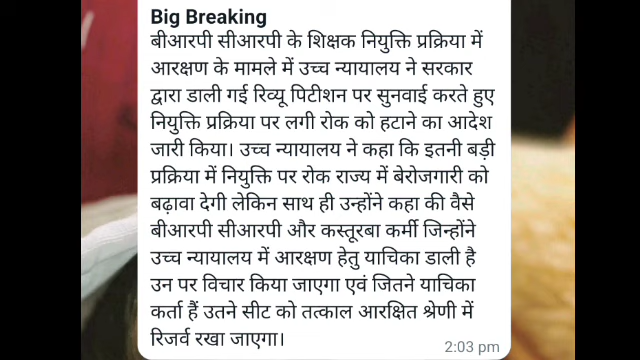 Big Breaking
बीआरपी सीआरपी के शिक्षक नियुक्ति प्रक्रिया में
आरक्षण के मामले में उच्च न्यायालय ने सरकार
द्वारा डाली गई रिव्यू पिटीशन पर सुनवाई करते हुए
नियुक्ति प्रक्रिया पर लगी रोक को हटाने का आदेश
जारी किया। उच्च न्यायालय ने कहा कि इतनी बड़ी
प्रक्रिया में नियुक्ति पर रोक राज्य में बेरोजगारी को
बढ़ावा देगी लेकिन साथ ही उन्होंने कहा की वैसे
बीआरपी सीआरपी और कस्तूरबा कर्मी जिन्होंने
उच्च न्यायालय में आरक्षण हेतु याचिका डाली है
उन पर विचार किया जाएगा एवं जितने याचिका
कर्ता हैं उतने सीट को तत्काल आरक्षित श्रेणी में
रिजर्व रखा जाएगा।
2:03 pm